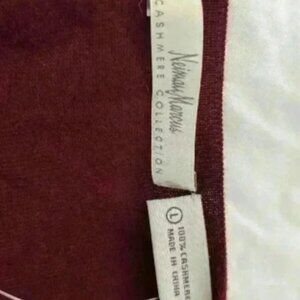 Neiman Marcus
CASHMERE COLLECTION
L
100% CASHMERE
MADE IN CHINA